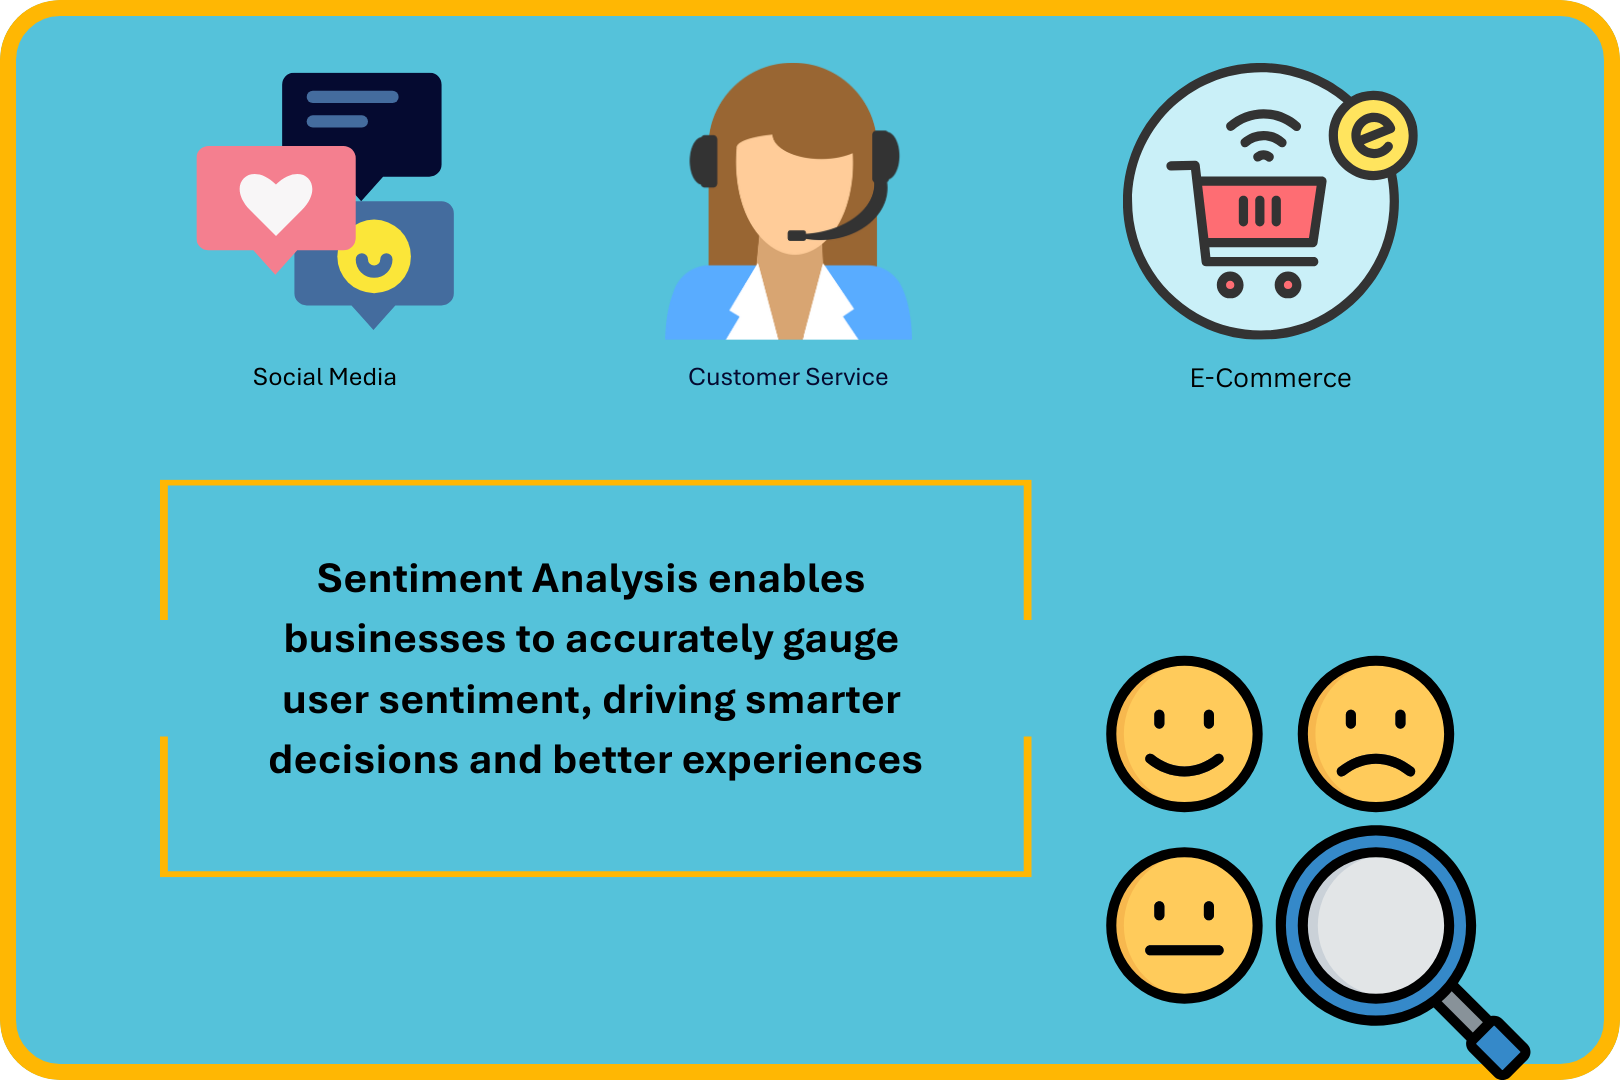 e
Social Media
Customer Service
E-Commerce
Sentiment Analysis enables
businesses to accurately gauge
user sentiment, driving smarter
decisions and better experiences